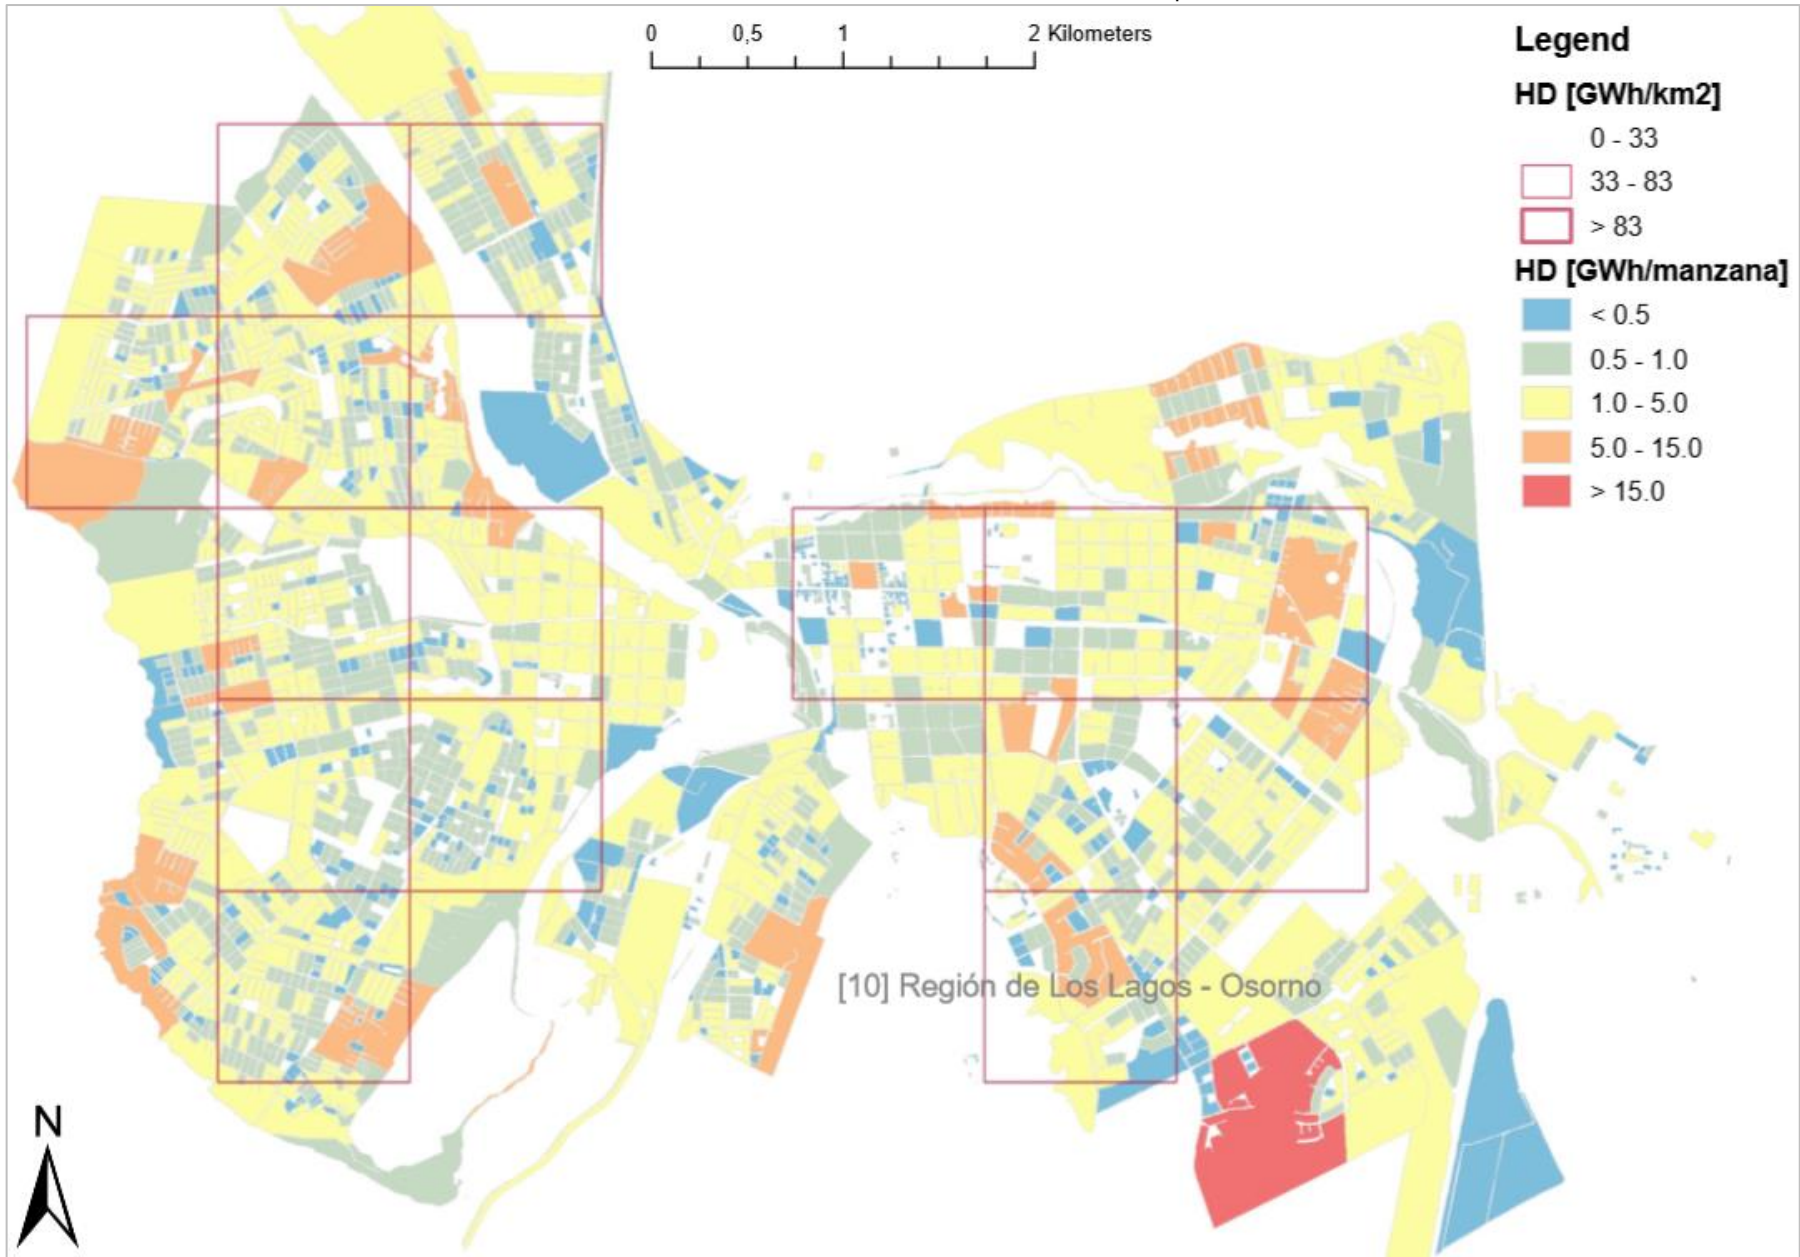 0 0,5 1 2 Kilometers
Legend
HD [GWh/km2]
0 - 33
33 - 83
> 83
HD [GWh/manzana]
< 0.5
0.5 - 1.0
1.0 - 5.0
5.0 - 15.0
> 15.0
[10] Región de Los Lagos - Osorno
N